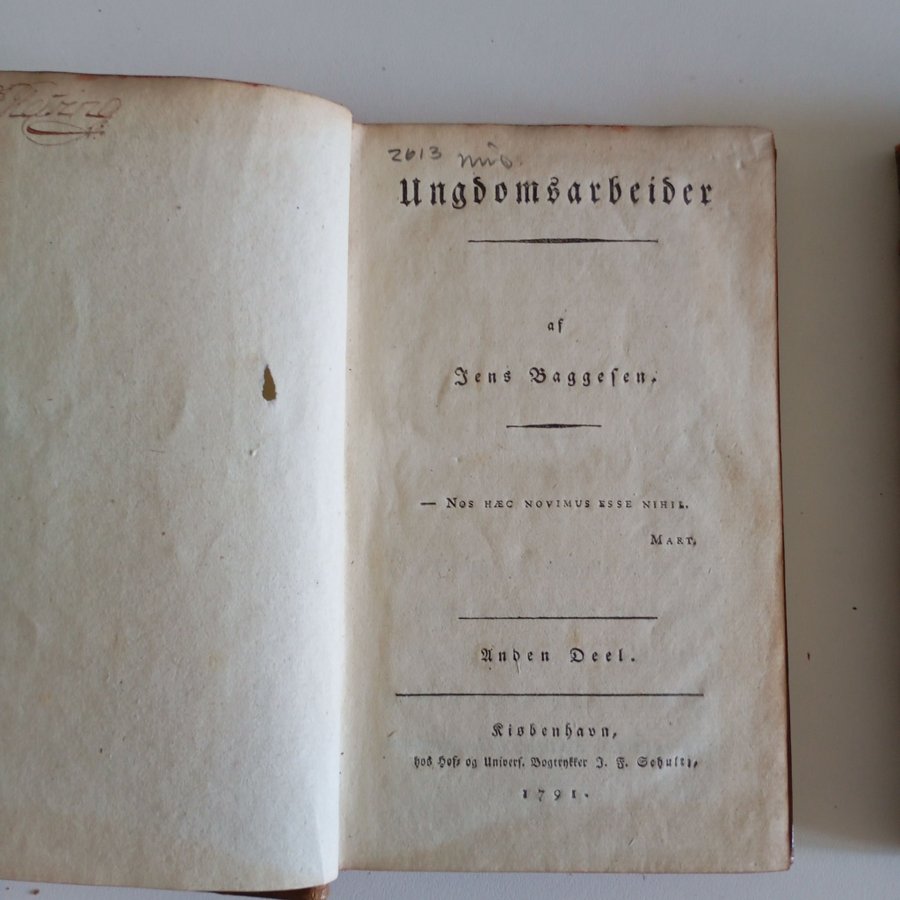 2613
Ungdomsarbeider
af
Jens Baggesen.
— Nos hæc novimus esse nihil.
Mart.
Anden Deel.
Kiøbenhavn,
hos Hof- og Univers. Bogtrykker J. F. Schultz,
1791.